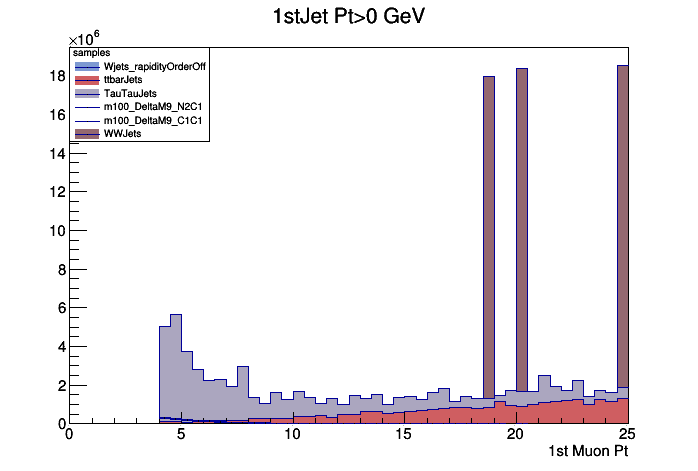 1stJet Pt>0 GeV
×10^6
samples
Wjets_rapidityOrderOff
ttbarJets
TauTauJets
m100_DeltaM9_N2C1
m100_DeltaM9_C1C1
WWJets
18
16
14
12
10
8
6
4
2
0
0 5 10 15 20 25
1st Muon Pt